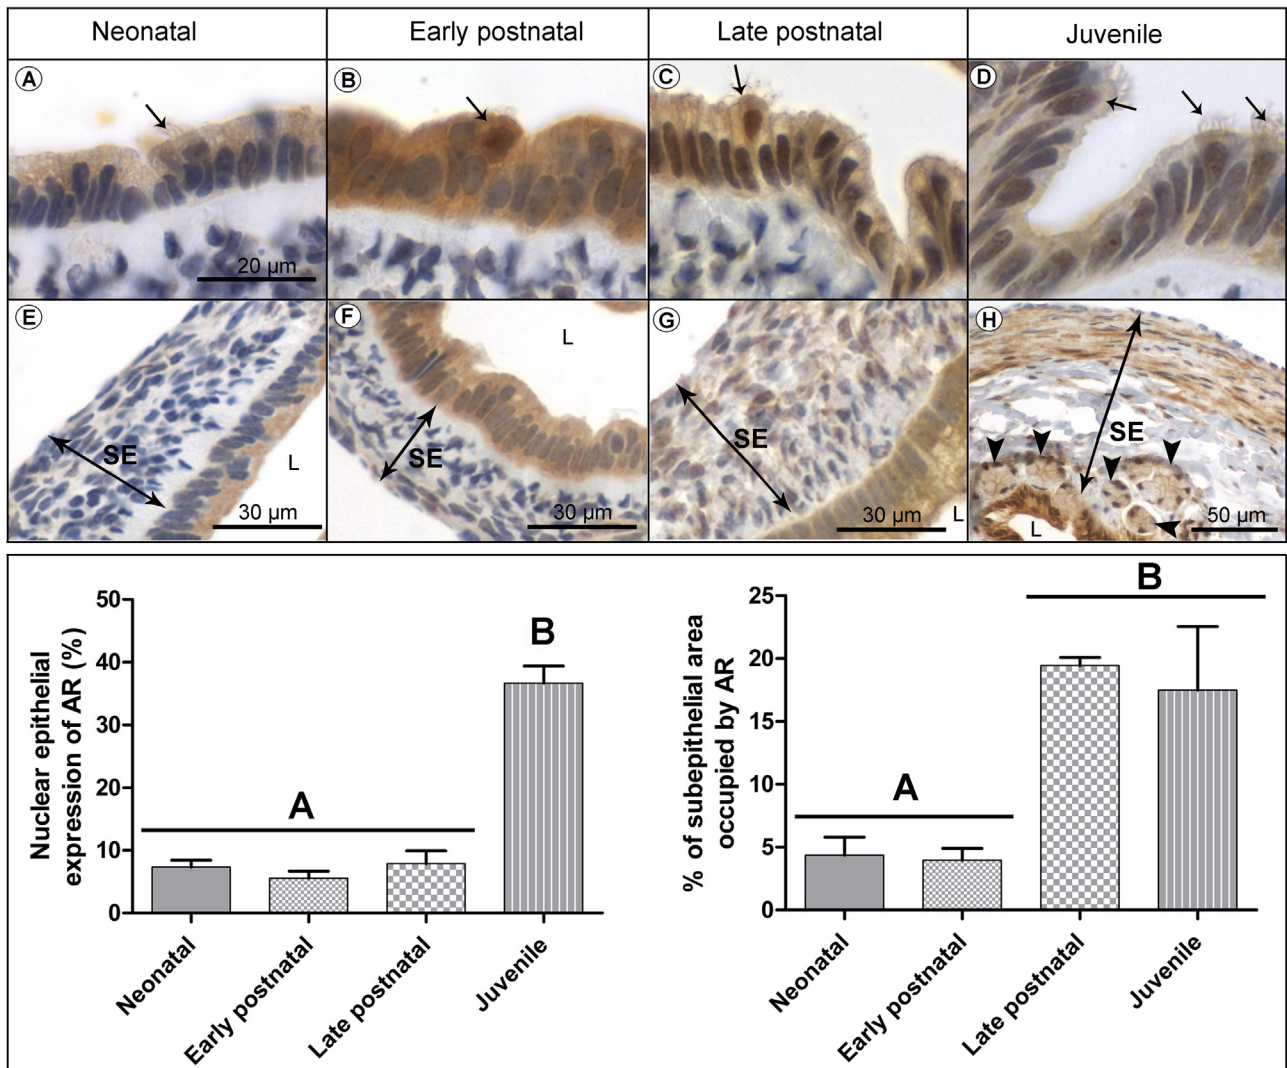 Neonatal
Early postnatal
Late postnatal
Juvenile
A
B
C
D
20 µm
E
SE
L
30 µm
F
L
SE
30 µm
G
SE
30 µm
L
H
SE
L
50 µm
Nuclear epithelial
expression of AR (%)
50
40
30
20
10
0
A
B
Neonatal
Early postnatal
Late postnatal
Juvenile
% of subepithelial area
occupied by AR
25
20
15
10
5
0
A
B
Neonatal
Early postnatal
Late postnatal
Juvenile